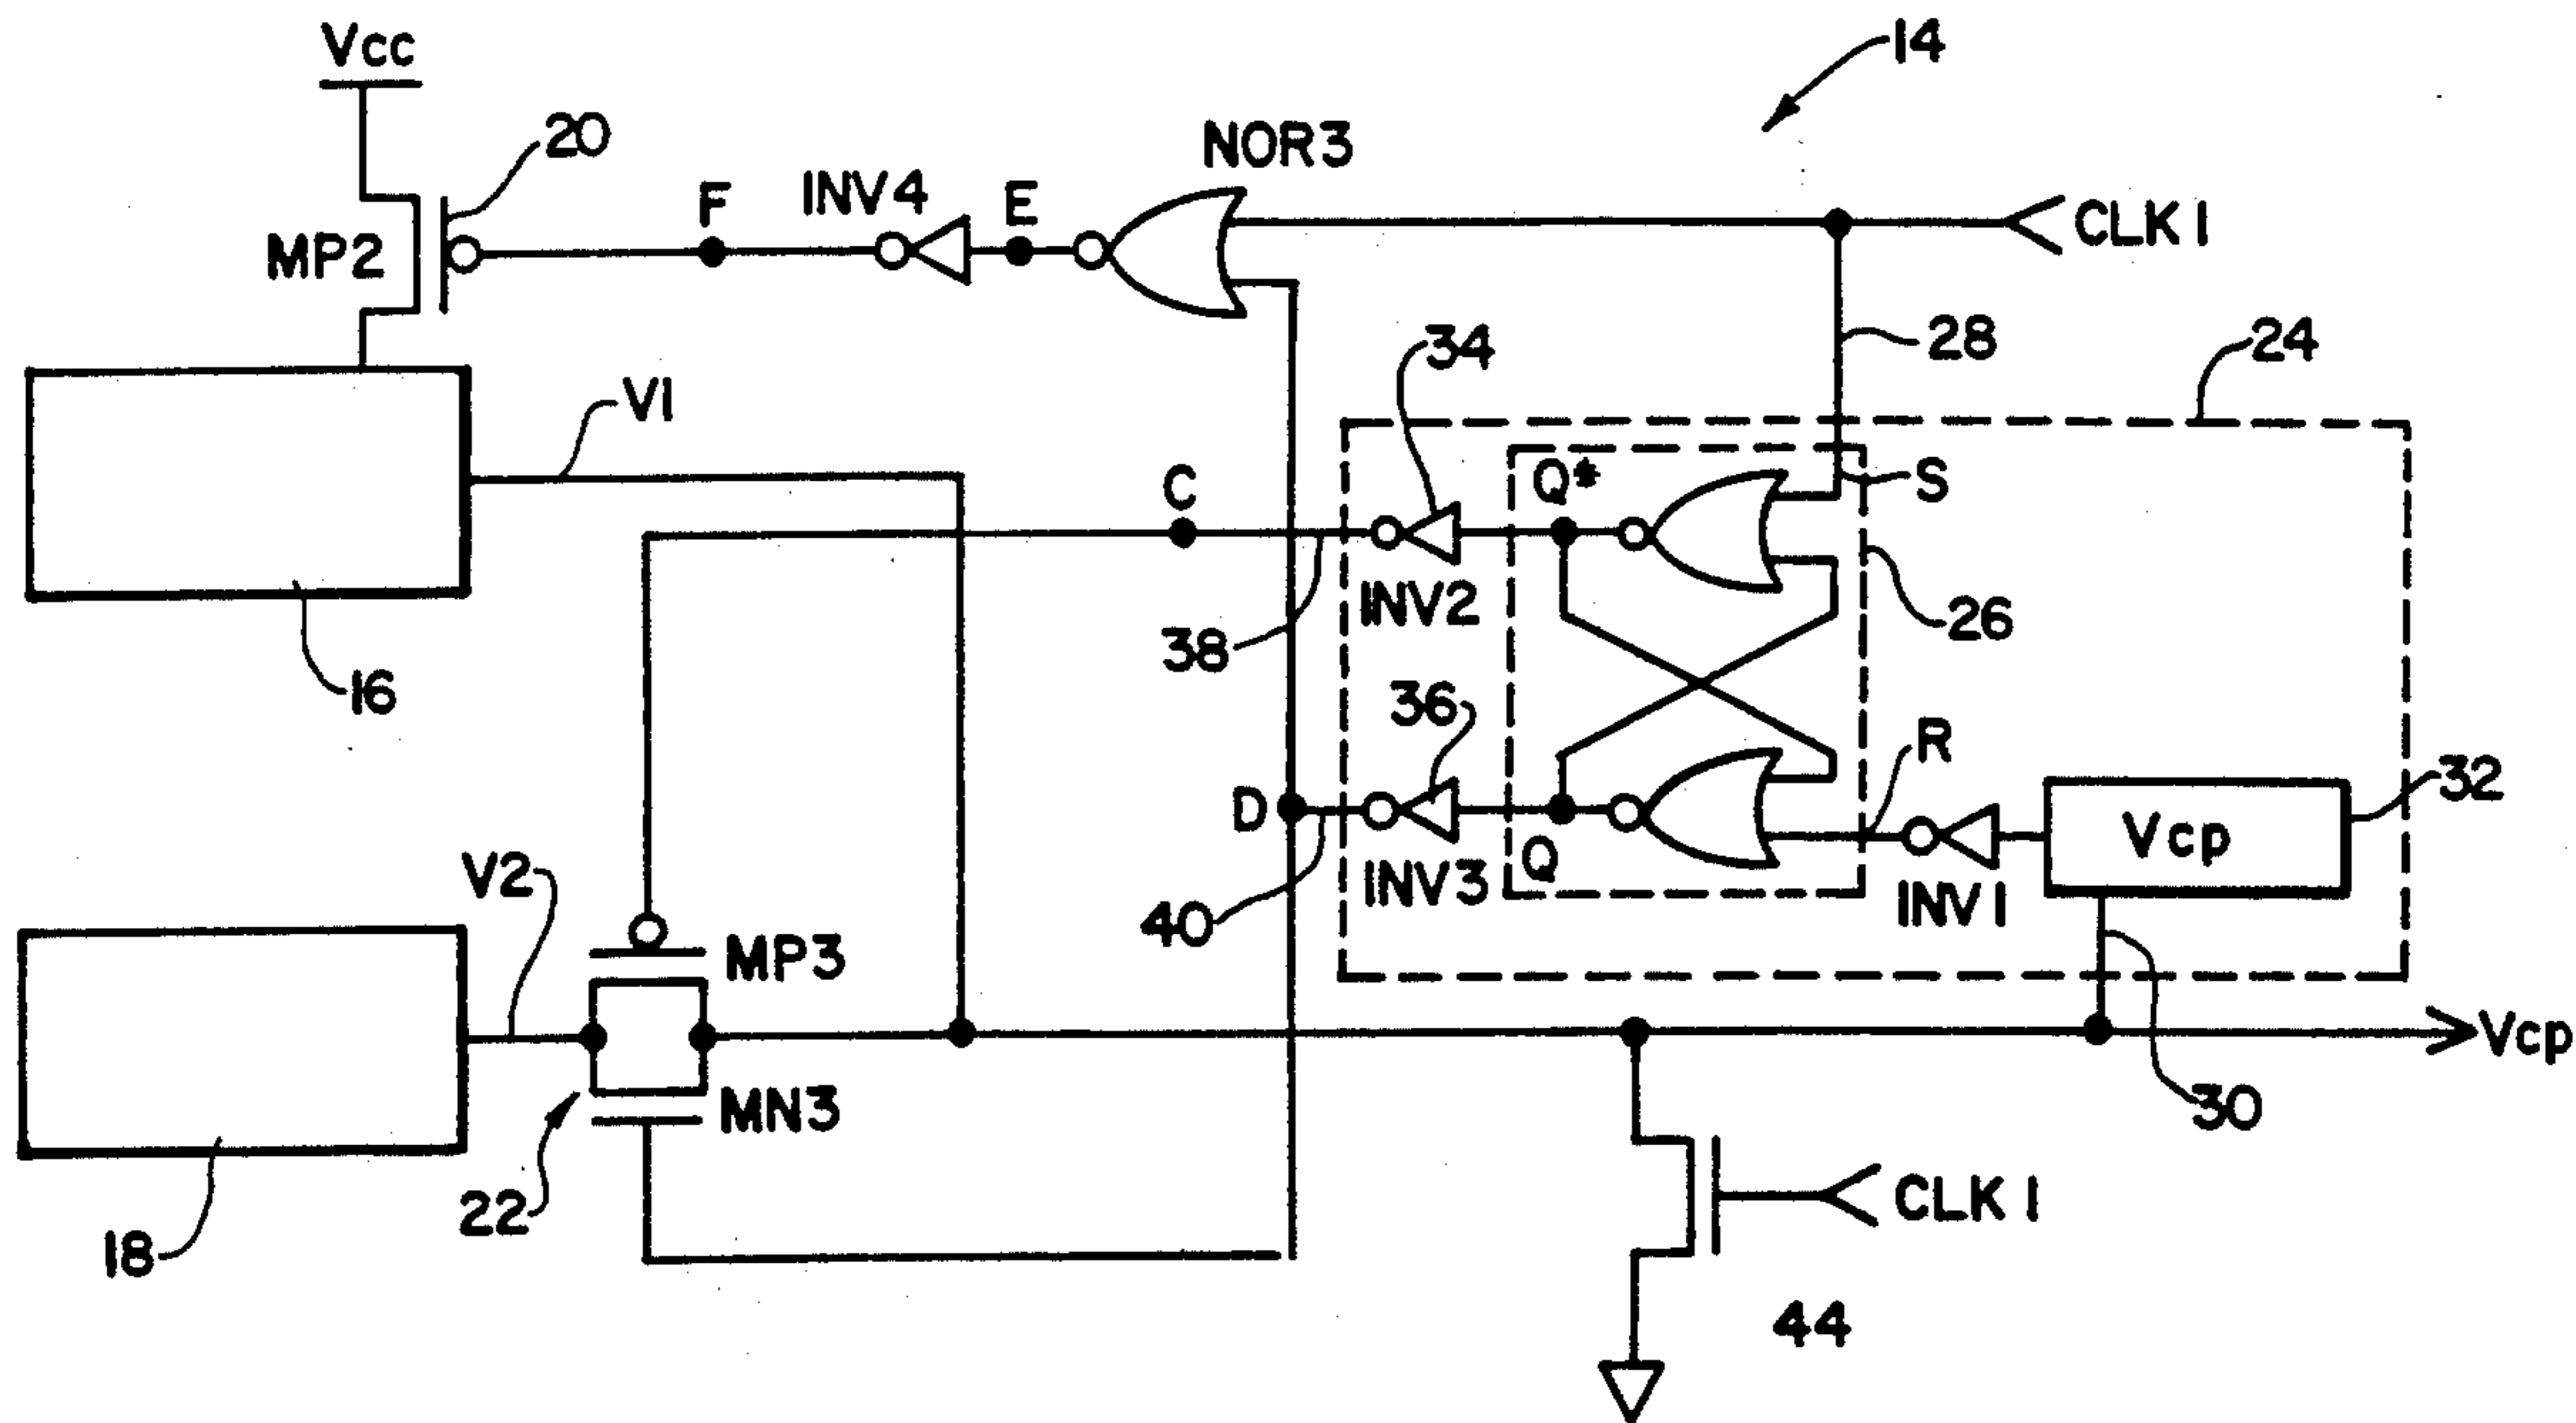 Vcc
14
20
NOR3
INV4
F
E
CLK1
MP2
28
24
34
V1
Q*
S
C
26
INV2
38
16
36
R
32
D
Vcp
V2
Q
INV3
INV1
40
MP3
Vcp
MN3
30
22
CLK1
18
44